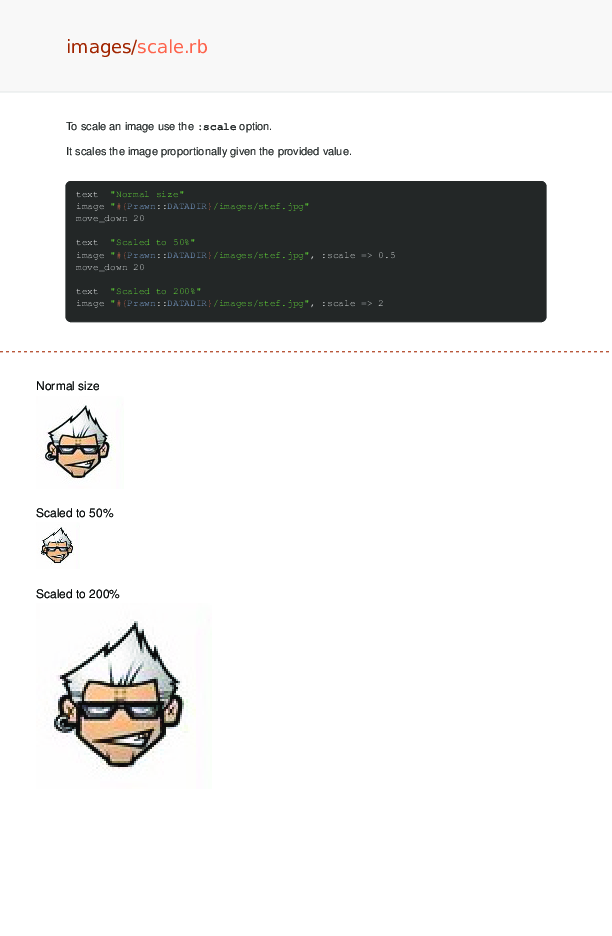 images/scale.rb
To scale an image use the :scale option.
It scales the image proportionally given the provided value.
text  "Normal size"
image "#{Prawn::DATADIR}/images/stef.jpg"
move_down 20
text  "Scaled to 50%"
image "#{Prawn::DATADIR}/images/stef.jpg", :scale => 0.5
move_down 20
text  "Scaled to 200%"
image "#{Prawn::DATADIR}/images/stef.jpg", :scale => 2
Normal size
Scaled to 50%
Scaled to 200%